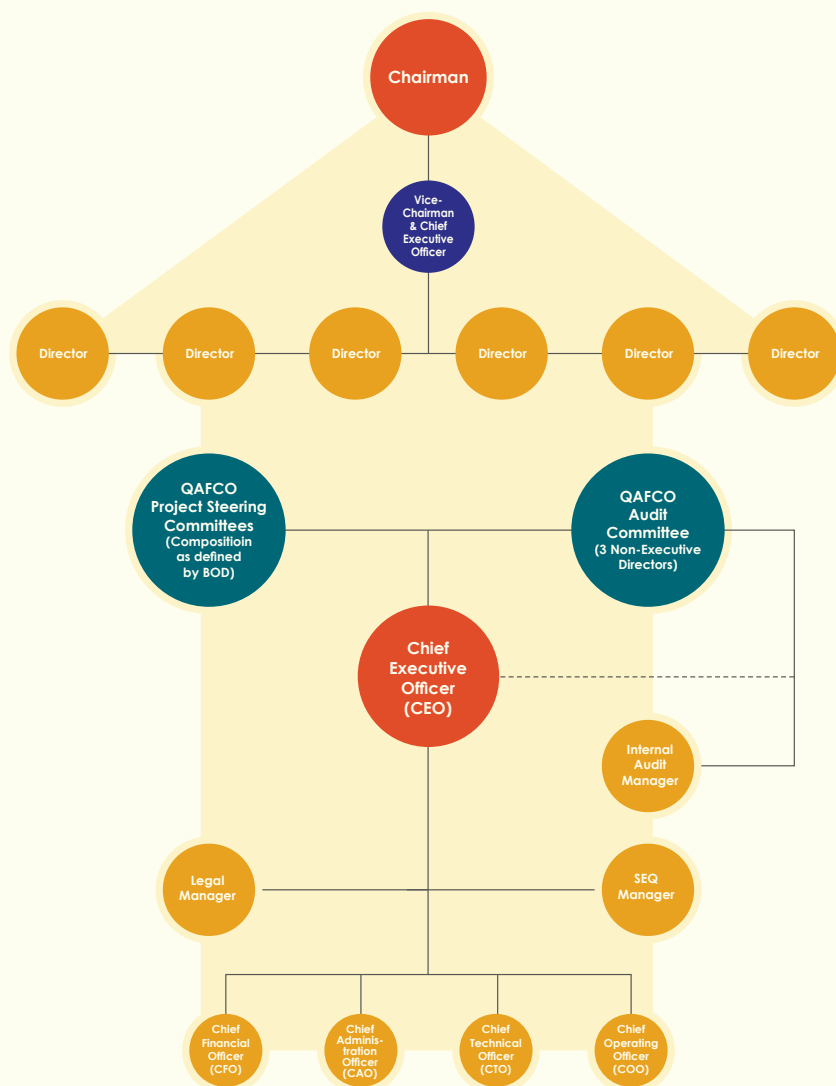 Chairman
Vice-
Chairman
& Chief
Executive
Officer
Director
Director
Director
Director
Director
Director
QAFCO
Project Steering
Committees
(Compositioin
as defined
by BOD)
QAFCO
Audit
Committee
(3 Non-Executive
Directors)
Chief
Executive
Officer
(CEO)
Internal
Audit
Manager
Legal
Manager
SEQ
Manager
Chief
Financial
Officer
(CFO)
Chief
Adminis-
tration
Officer
(CAO)
Chief
Technical
Officer
(CTO)
Chief
Operating
Officer
(COO)